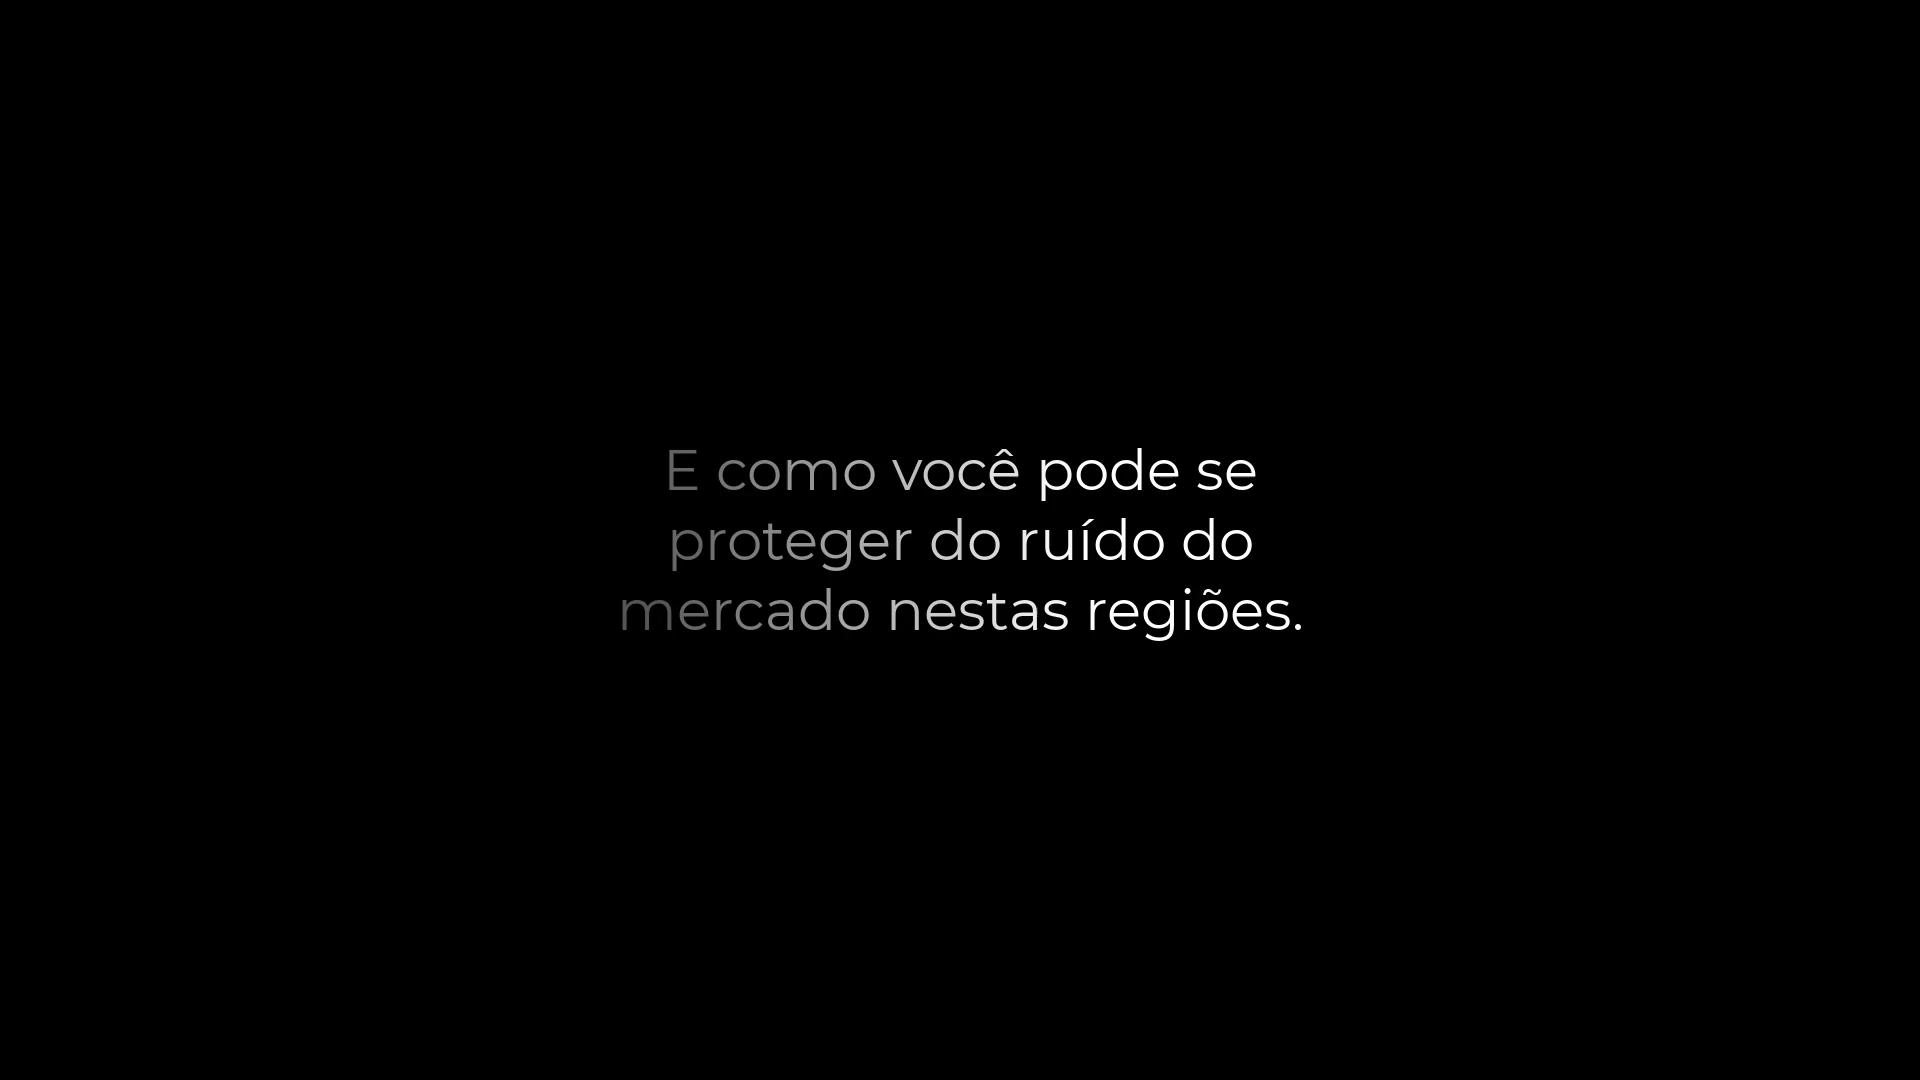 E como você pode se
proteger do ruído do
mercado nestas regiões.